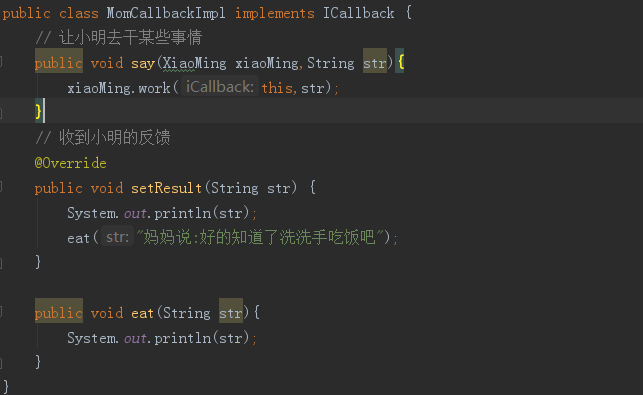 public class MomCallbackImpl implements ICallback {
// 让小明去干某些事情
public void say(XiaoMing xiaoMing,String str){
xiaoMing.work( iCallback: this,str);
}
// 收到小明的反馈
@Override
public void setResult(String str) {
System.out.println(str);
eat( str: "妈妈说:好的知道了洗洗手吃饭吧");
}
public void eat(String str){
System.out.println(str);
}
}